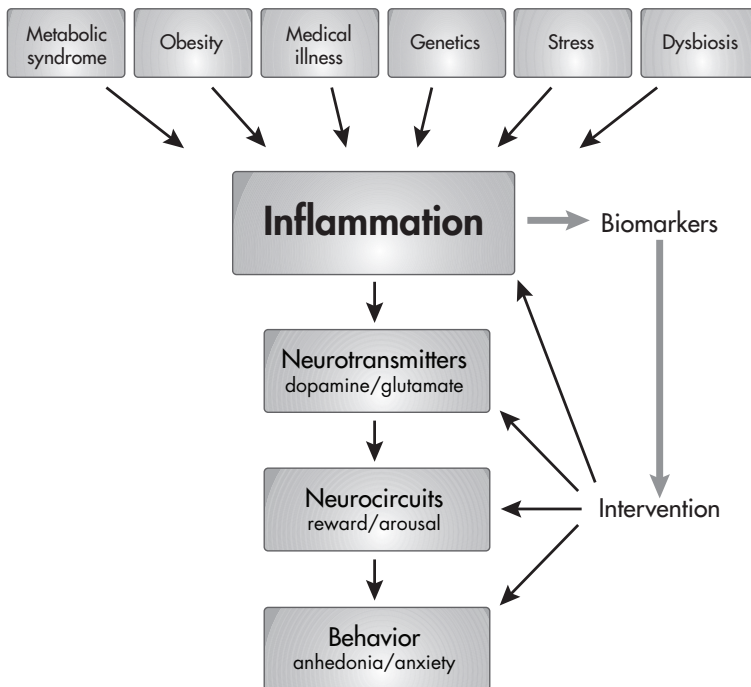 Metabolic
syndrome
Obesity
Medical
illness
Genetics
Stress
Dysbiosis
Inflammation
Biomarkers
Neurotransmitters
dopamine/glutamate
Neurocircuits
reward/arousal
Intervention
Behavior
anhedonia/anxiety